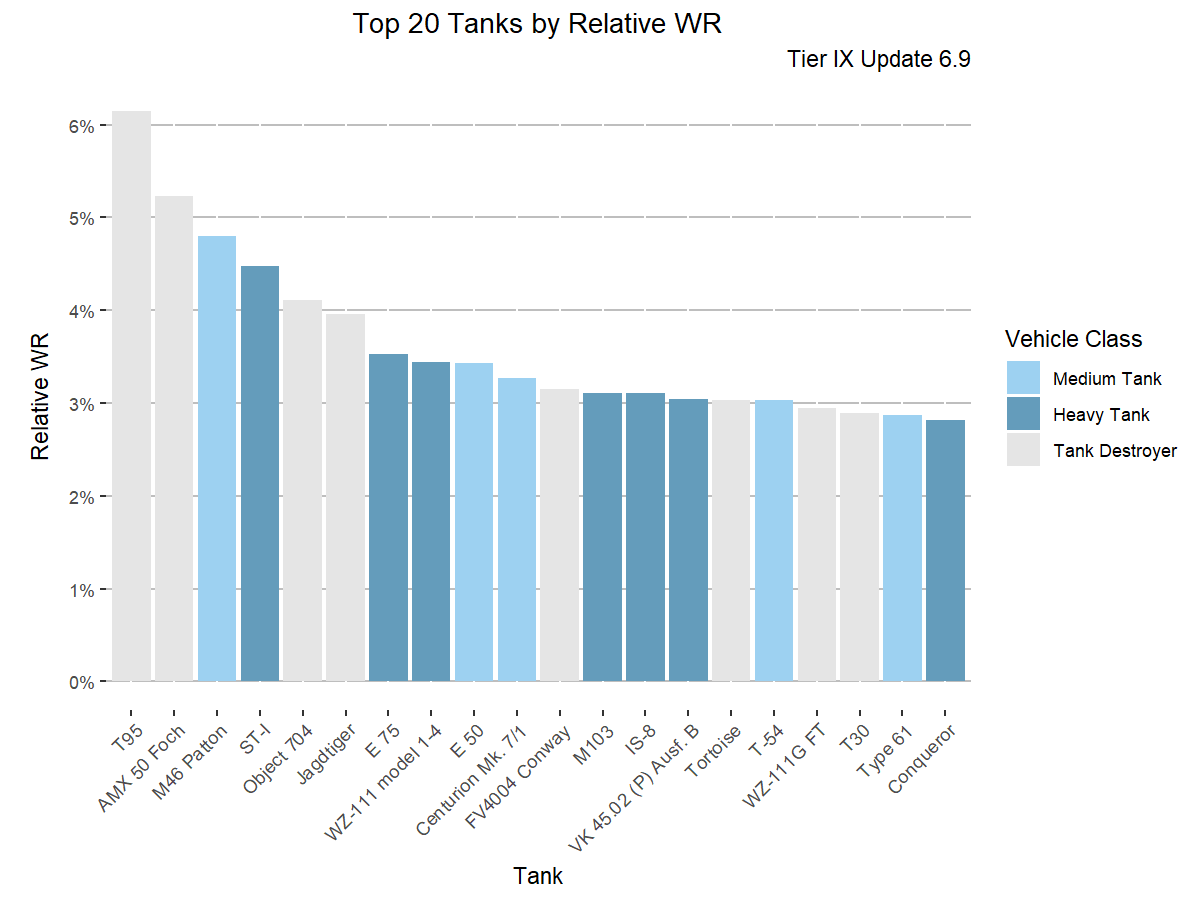 Top 20 Tanks by Relative WR
Tier IX Update 6.9
Relative WR
6%
5%
4%
3%
2%
1%
0%
T95
AMX 50 Foch
M46 Patton
ST-I
Object 704
Jagdtiger
E 75
WZ-111 model 1-4
E 50
Centurion Mk. 7/1
FV4004 Conway
M103
IS-8
VK 45.02 (P) Ausf. B
Tortoise
T-54
WZ-111G FT
T30
Type 61
Conqueror
Tank
Vehicle Class
Medium Tank
Heavy Tank
Tank Destroyer